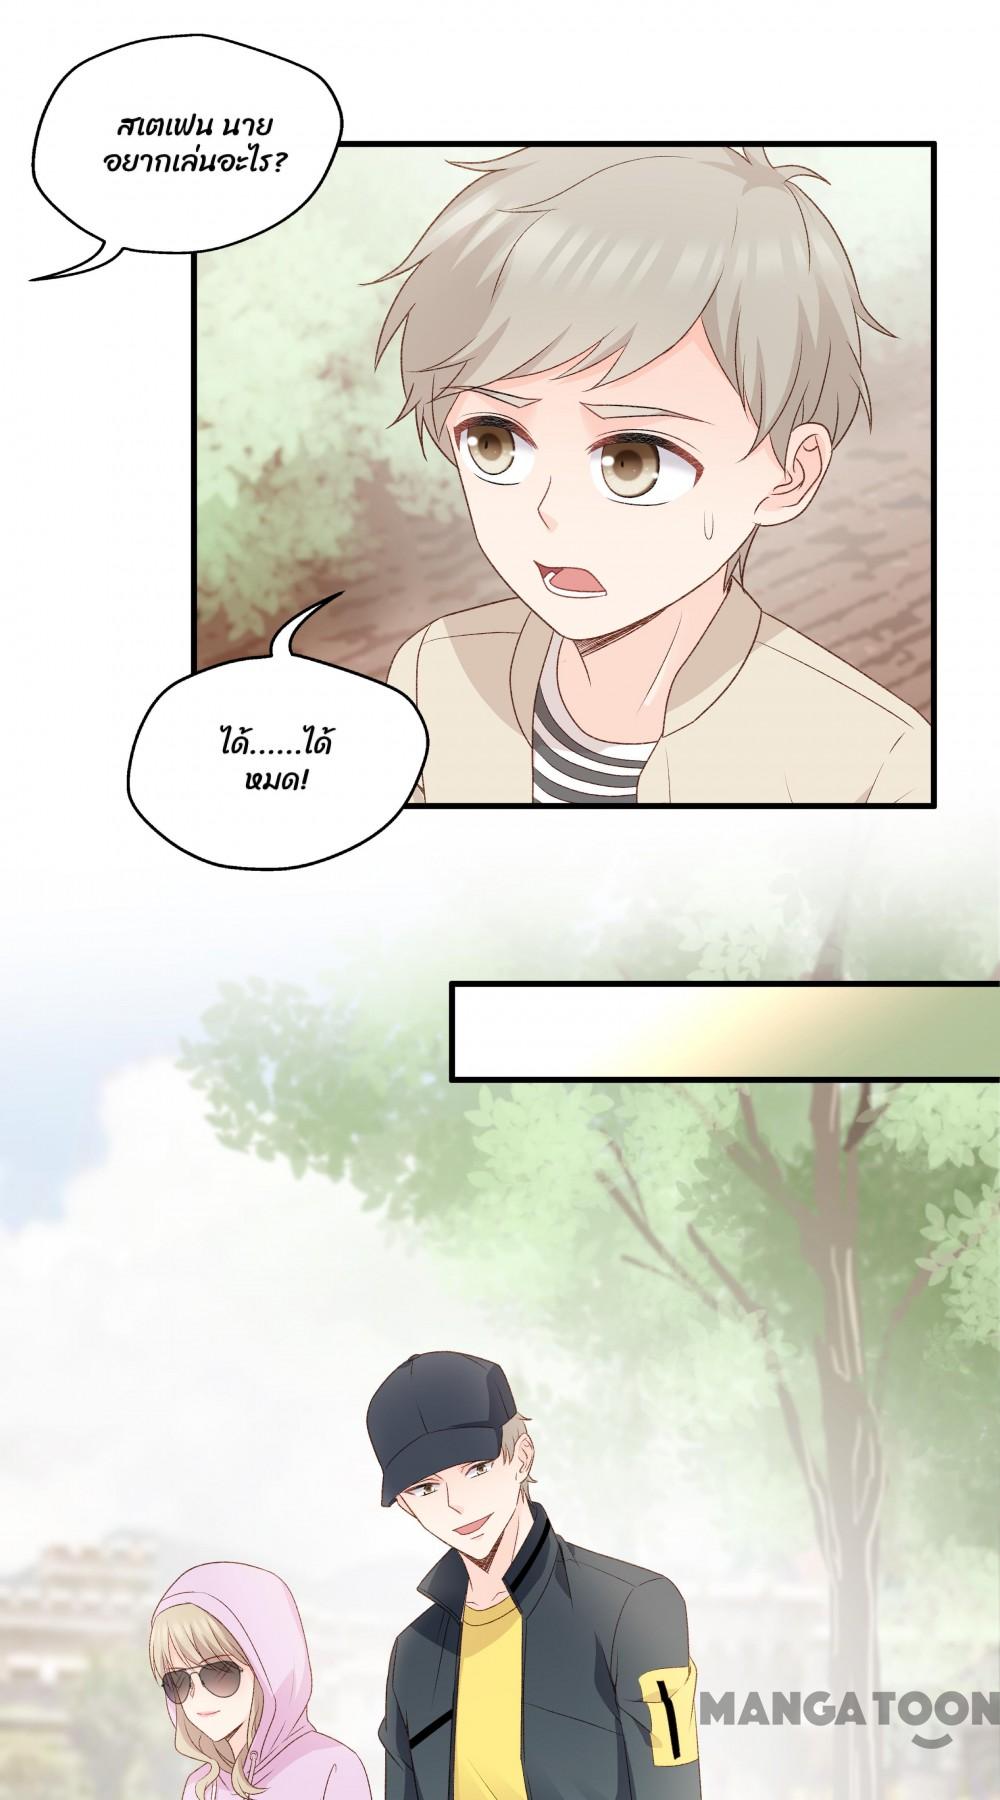 สเตเฟน นาย
อยากเล่นอะไร?
ได้......ได้
หมด!
MANGATOON